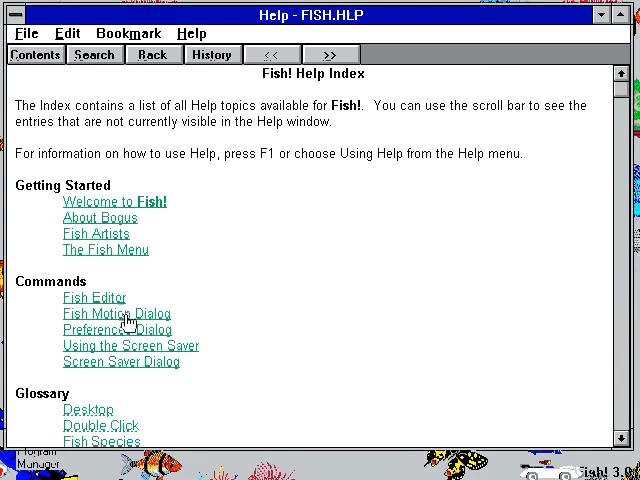 Help - FISH.HLP
File Edit Bookmark Help
Contents Search Back History << >>
Fish! Help Index
The Index contains a list of all Help topics available for Fish!. You can use the scroll bar to see the
entries that are not currently visible in the Help window.
For information on how to use Help, press F1 or choose Using Help from the Help menu.
Getting Started
Welcome to Fish!
About Bogus
Fish Artists
The Fish Menu
Commands
Fish Editor
Fish Motion Dialog
Preferences Dialog
Using the Screen Saver
Screen Saver Dialog
Glossary
Desktop
Double Click
Fish Species
Program
Manager
Fish! 3.0